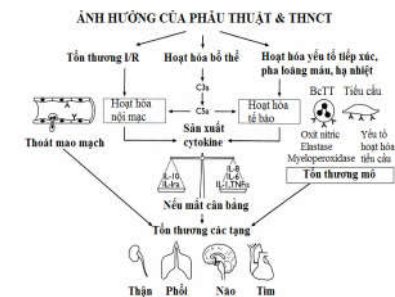 ẢNH HƯỞNG CỦA PHẪU THUẬT & THNCT
Tổn thương I/R
Hoạt hóa bổ thể
Hoạt hóa yếu tố tiếp xúc,
pha loãng máu, hạ nhiệt
C3a
C5a
Hoạt hóa
nội mạc
Hoạt hóa
tế bào
BcTT
Tiểu cầu
A
Thoát mao mạch
Sản xuất
cytokine
Oxit nitric
Elastase
Myeloperoxidase
Yếu tố
hoạt hóa
tiểu cầu
Tổn thương mô
IL-10
IL-Ira
IL-8
IL-6
IL-1,TNFs
Nếu mất cân bằng
Tổn thương các tạng
Thận
Phổi
Não
Tim